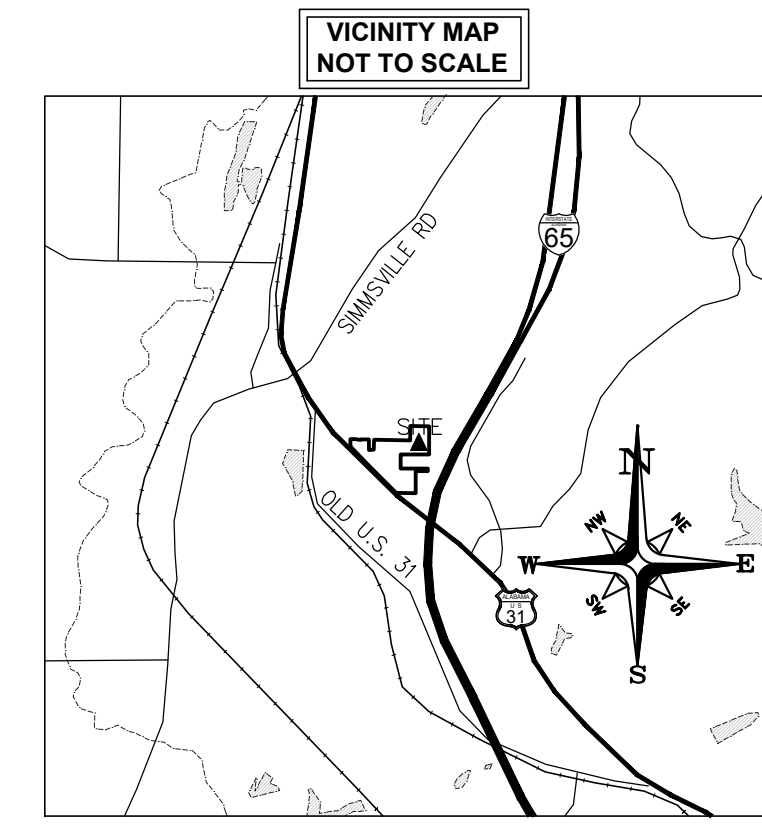 VICINITY MAP
NOT TO SCALE
INTERSTATE
65
SIMMSVILLE RD
SITE
OLD U.S. 31
N
NW
NE
W
E
ALABAMA
U S
31
SW
SE
S